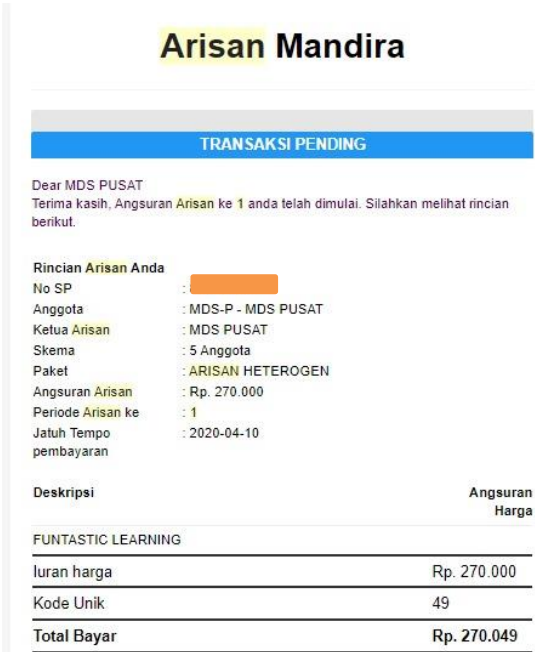 Arisan Mandira
TRANSAKSI PENDING
Dear MDS PUSAT
Terima kasih, Angsuran Arisan ke 1 anda telah dimulai. Silahkan melihat rincian
berikut.
Rincian Arisan Anda
No SP :
Anggota : MDS-P - MDS PUSAT
Ketua Arisan : MDS PUSAT
Skema : 5 Anggota
Paket : ARISAN HETEROGEN
Angsuran Arisan : Rp. 270.000
Periode Arisan ke : 1
Jatuh Tempo : 2020-04-10
pembayaran
Deskripsi Angsuran
Harga
FUNTASTIC LEARNING
Iuran harga Rp. 270.000
Kode Unik 49
Total Bayar Rp. 270.049